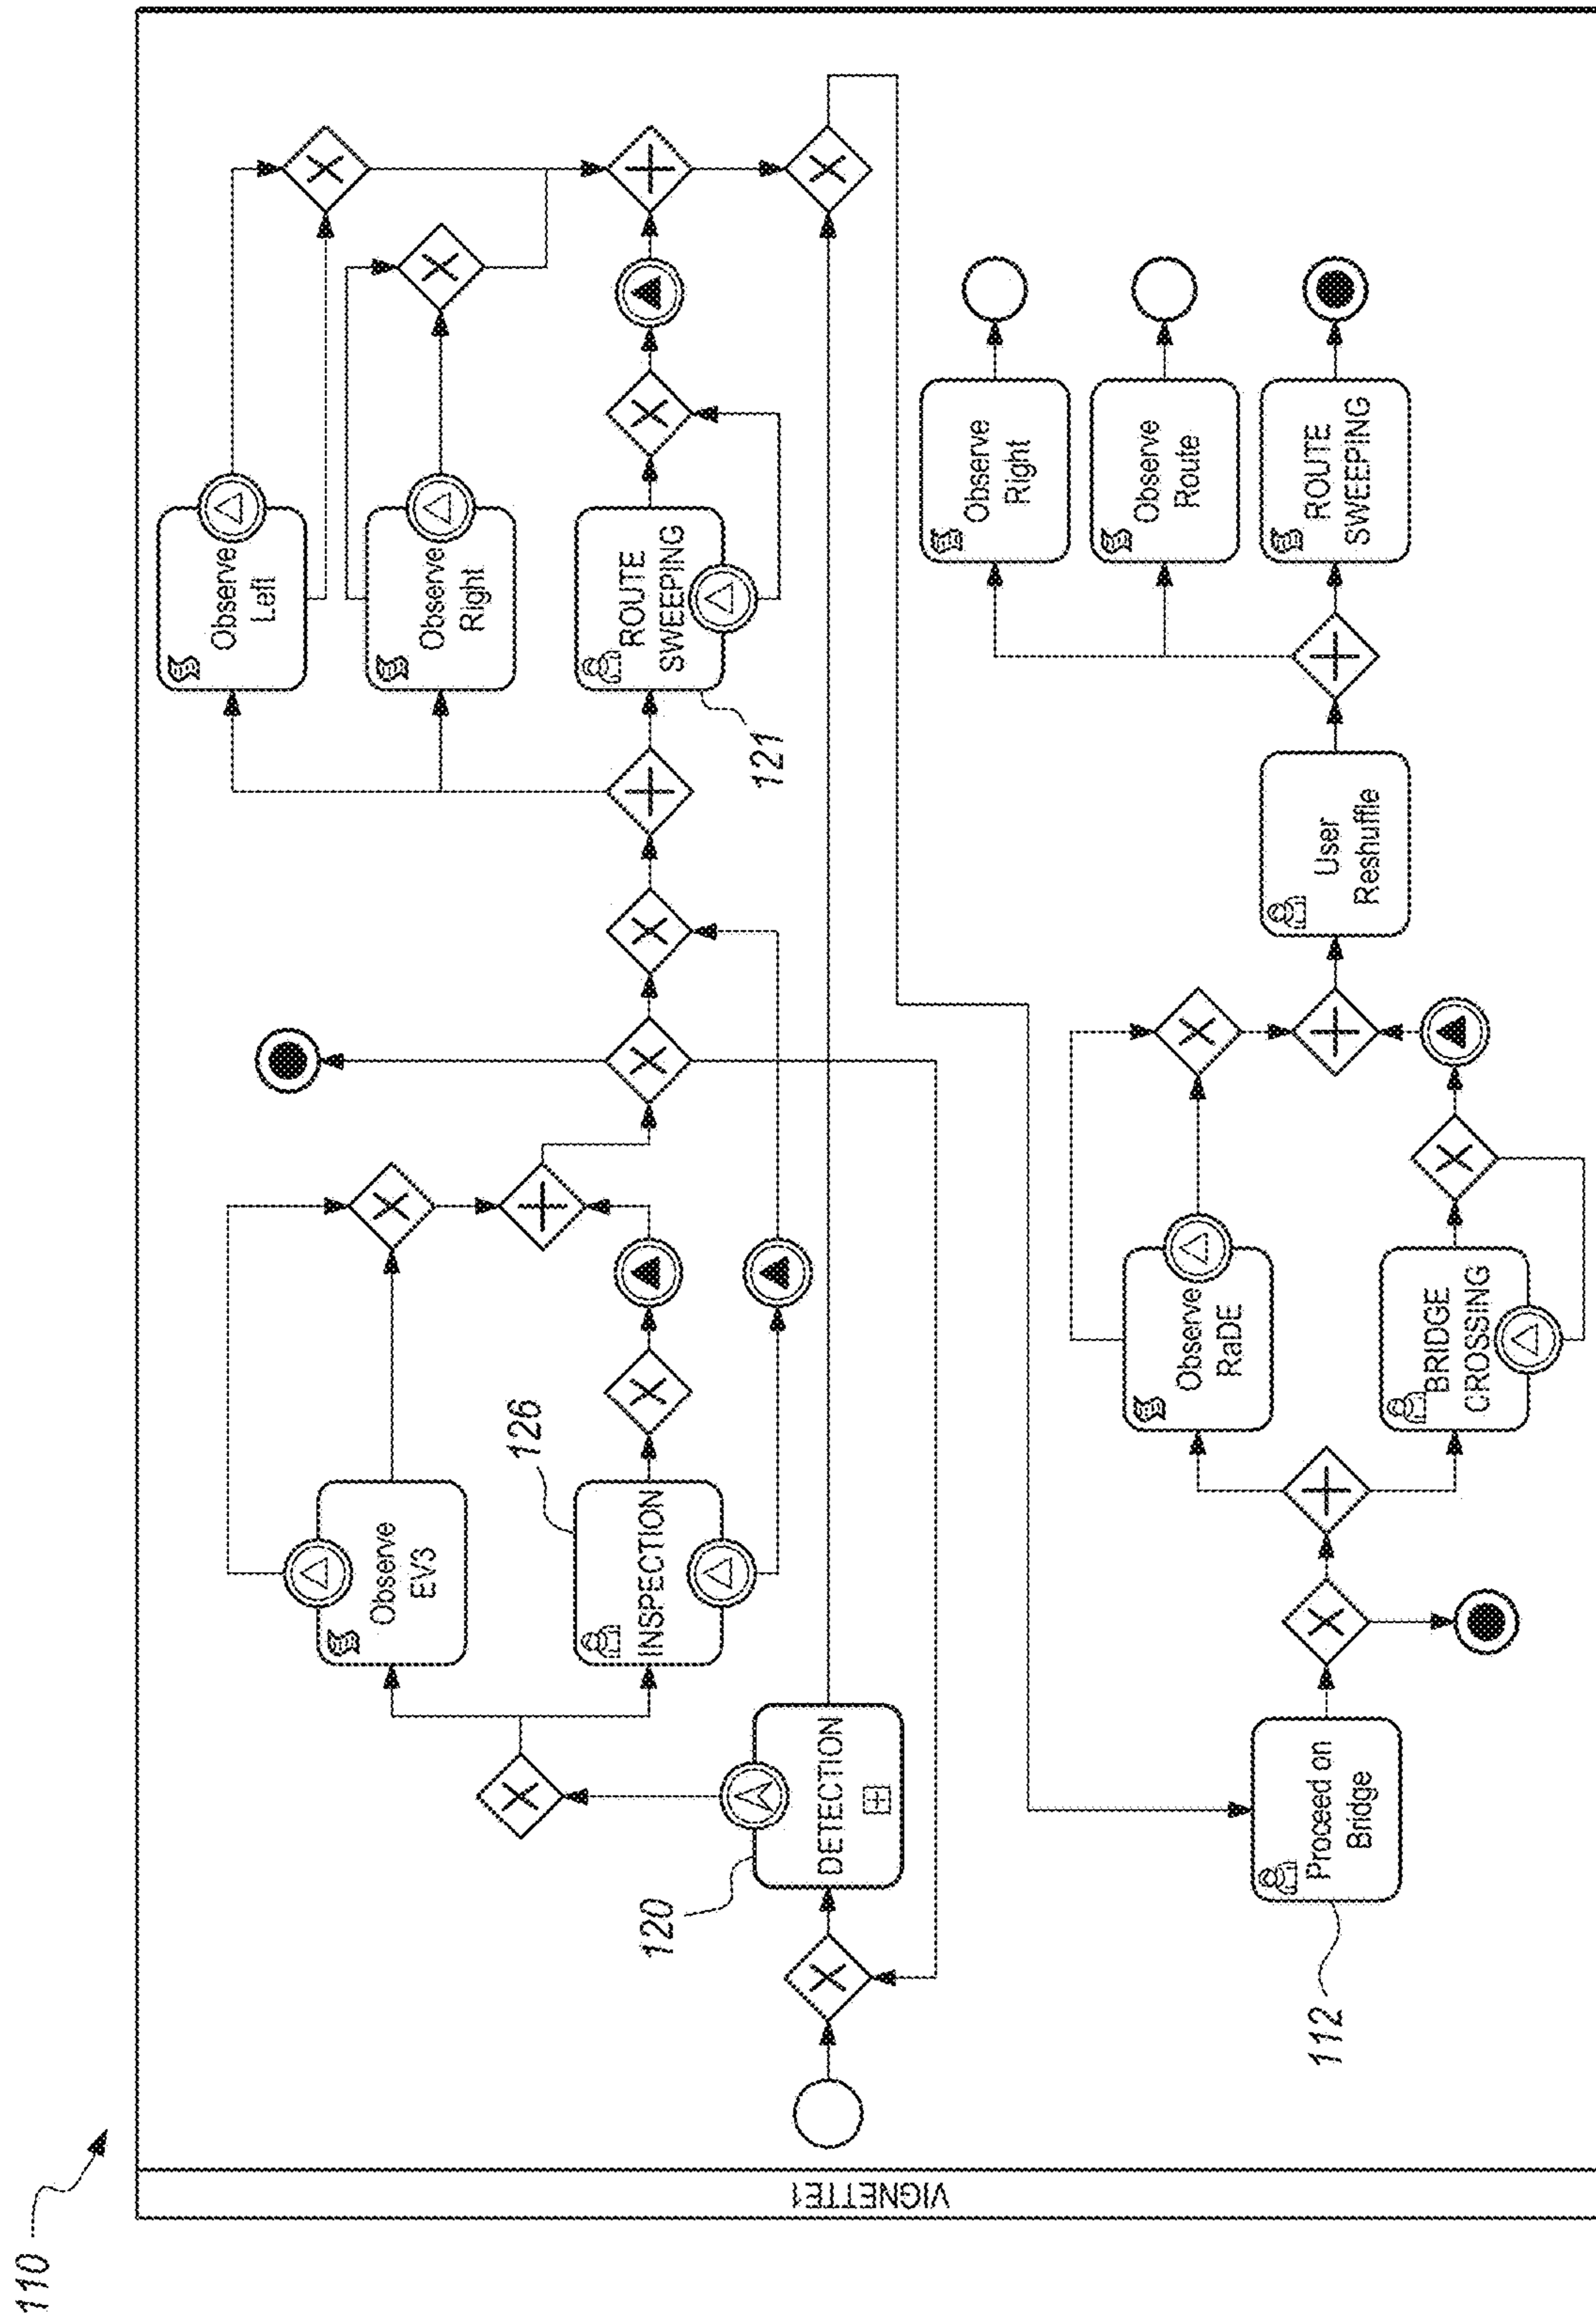 110
VIGNETTE1
Observe
Left
Observe
Right
ROUTE
SWEEPING
121
Observe
EV3
126
INSPECTION
120
DETECTION
Observe
Right
Observe
Route
ROUTE
SWEEPING
User
Reshuffle
Observe
RaDE
BRIDGE
CROSSING
Proceed on
Bridge
112